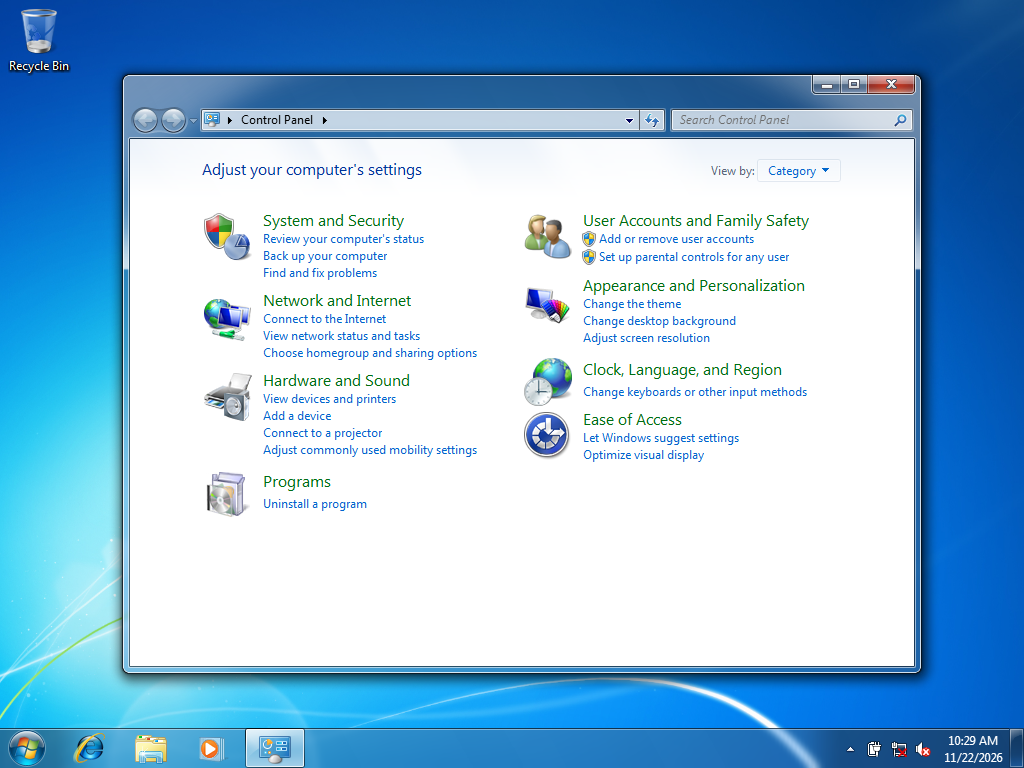 Recycle Bin
Control Panel
Search Control Panel
Adjust your computer's settings
View by: Category
System and Security
Review your computer's status
Back up your computer
Find and fix problems
Network and Internet
Connect to the Internet
View network status and tasks
Choose homegroup and sharing options
Hardware and Sound
View devices and printers
Add a device
Connect to a projector
Adjust commonly used mobility settings
Programs
Uninstall a program
User Accounts and Family Safety
Add or remove user accounts
Set up parental controls for any user
Appearance and Personalization
Change the theme
Change desktop background
Adjust screen resolution
Clock, Language, and Region
Change keyboards or other input methods
Ease of Access
Let Windows suggest settings
Optimize visual display
10:29 AM
11/22/2026